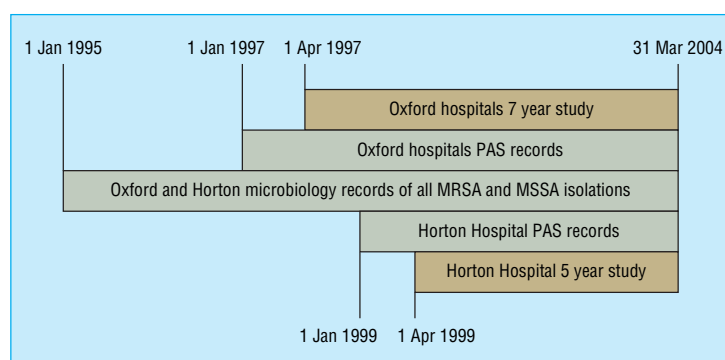 1 Jan 1995 1 Jan 1997 1 Apr 1997 31 Mar 2004
Oxford hospitals 7 year study
Oxford hospitals PAS records
Oxford and Horton microbiology records of all MRSA and MSSA isolations
Horton Hospital PAS records
Horton Hospital 5 year study
1 Jan 1999 1 Apr 1999